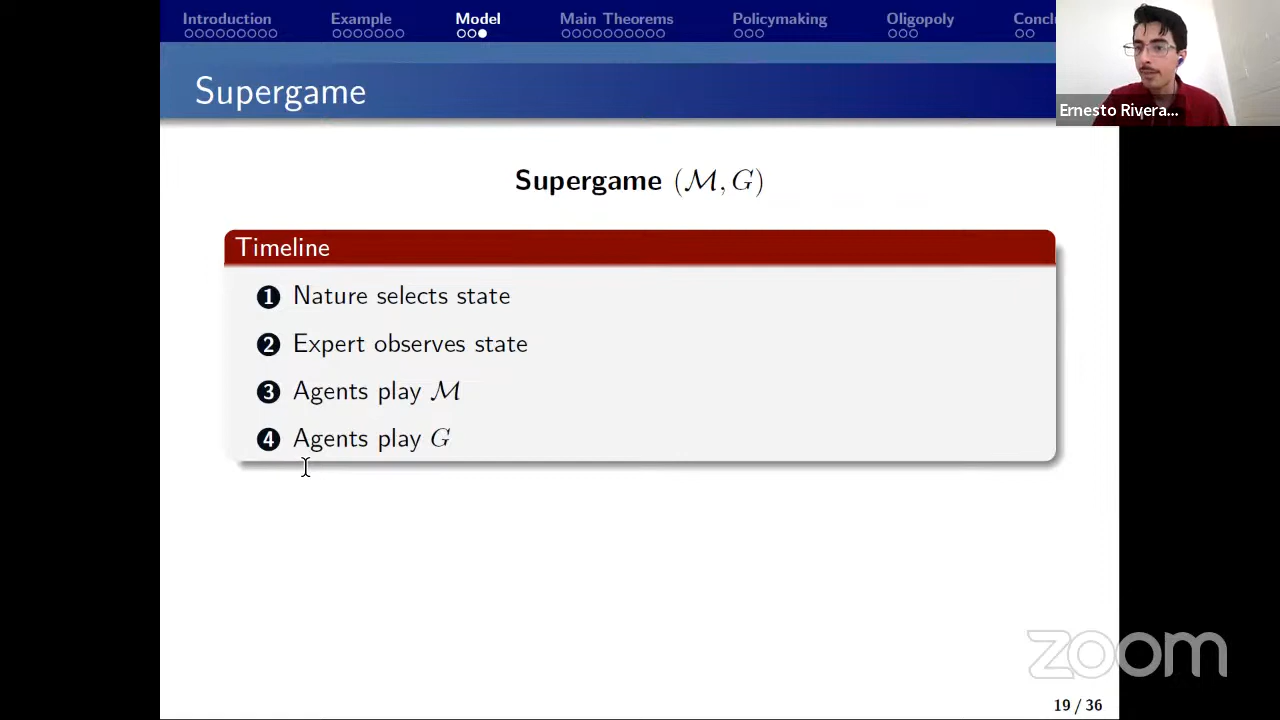 Introduction Example Model Main Theorems Policymaking Oligopoly Conclu
Supergame
Ernesto Rivera...
Supergame (ℳ, G)
Timeline
1 Nature selects state
2 Expert observes state
3 Agents play ℳ
4 Agents play G
zoom
19 / 36